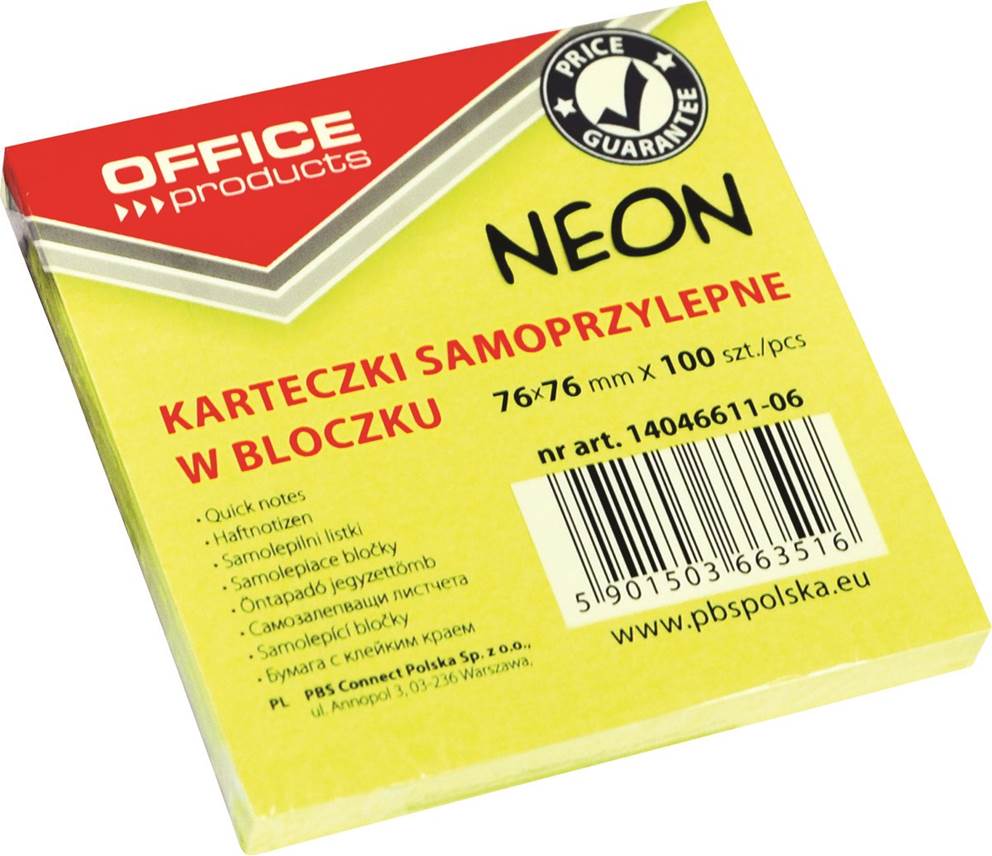 OFFICE
products
PRICE
GUARANTEE
NEON
KARTECZKI SAMOPRZYLEPNE
W BLOCZKU
76x76 mm x 100 szt./pcs
nr art. 14046611-06
5 901503 663516
www.pbspolska.eu
• Quick notes
• Haftnotizen
• Samolepilni listki
• Samolepiace bločky
• Öntapadó jegyzettömb
• Самозалепващи листчета
• Samolepící bločky
• Бумага с клейким краем
PL PBS Connect Polska Sp. z o.o.,
ul. Annopol 3, 03-236 Warszawa,